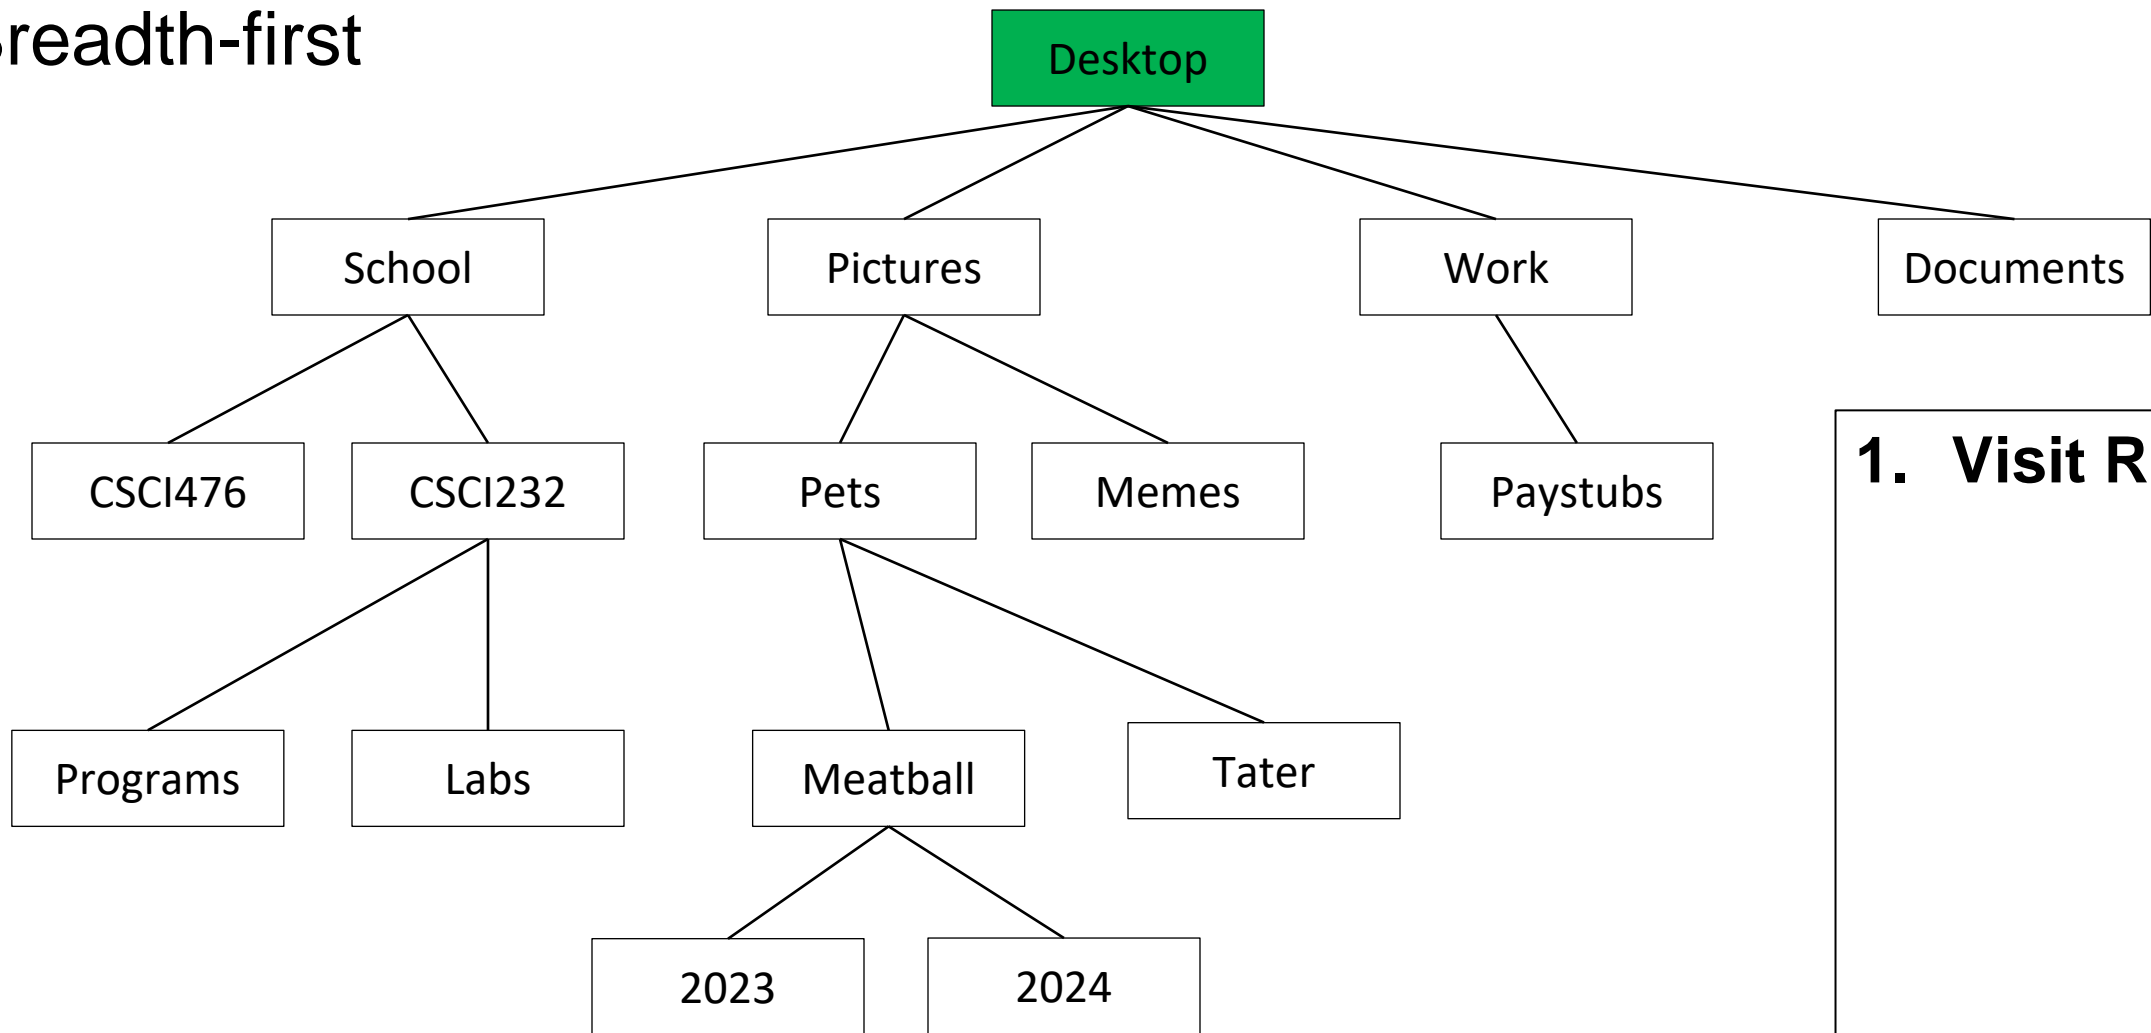 readth-first
Desktop
School Pictures Work Documents
1. Visit R
CSCI476 CSCI232 Pets Memes Paystubs
Programs Labs Meatball Tater
2023 2024